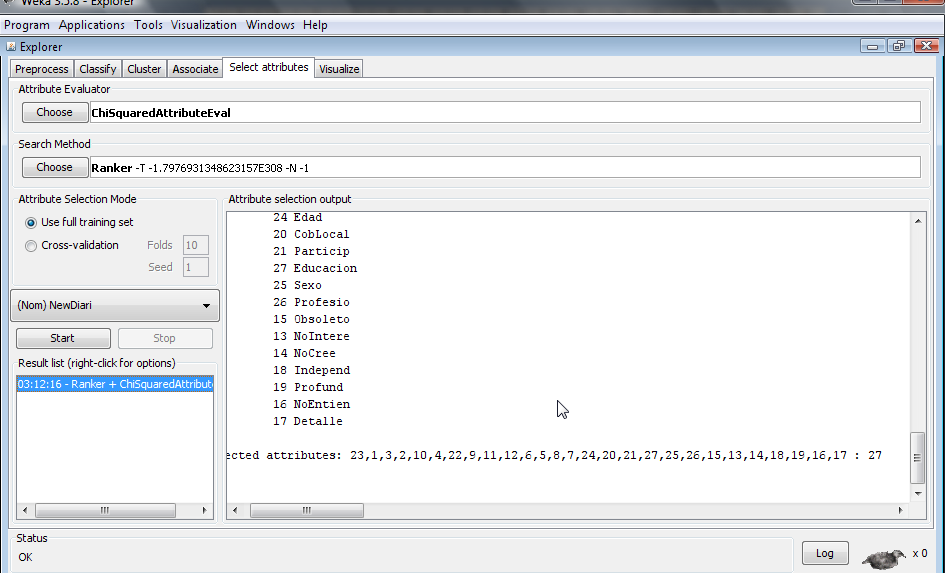 Weka 3.5.8 - Explorer
Program Applications Tools Visualization Windows Help
Explorer
Preprocess Classify Cluster Associate Select attributes Visualize
Attribute Evaluator
Choose ChiSquaredAttributeEval
Search Method
Choose Ranker -T -1.7976931348623157E308 -N -1
Attribute Selection Mode
Use full training set
Cross-validation Folds 10
Seed 1
(Nom) NewDiari
Start Stop
Result list (right-click for options)
03:12:16 - Ranker + ChiSquaredAttribut
Attribute selection output
24 Edad
20 CobLocal
21 Particip
27 Educacion
25 Sexo
26 Profesio
15 Obsoleto
13 NoIntere
14 NoCree
18 Independ
19 Profund
16 NoEntien
17 Detalle
ected attributes: 23,1,3,2,10,4,22,9,11,12,6,5,8,7,24,20,21,27,25,26,15,13,14,18,19,16,17 : 27
Status
OK
Log x 0